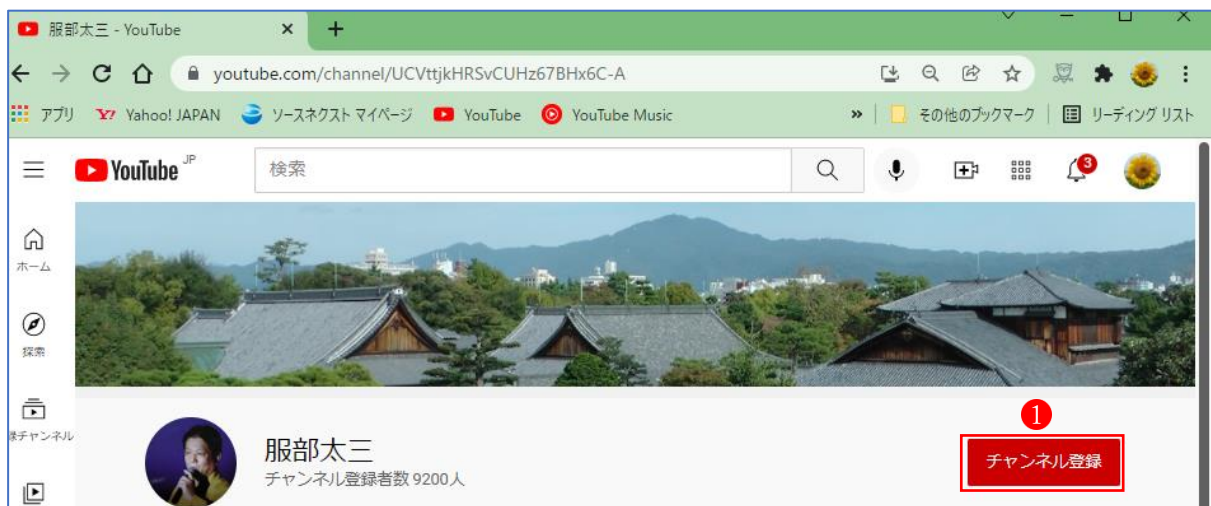 服部太三 - YouTube
youtube.com/channel/UCVttjkHRSvCUHz67BHx6C-A
アプリ Yahoo! JAPAN ソースネクスト マイページ YouTube YouTube Music » その他のブックマーク リーディング リスト
YouTube JP 検索 3
ホーム
探索
チャンネル
1
服部太三 チャンネル登録
チャンネル登録者数 9200人